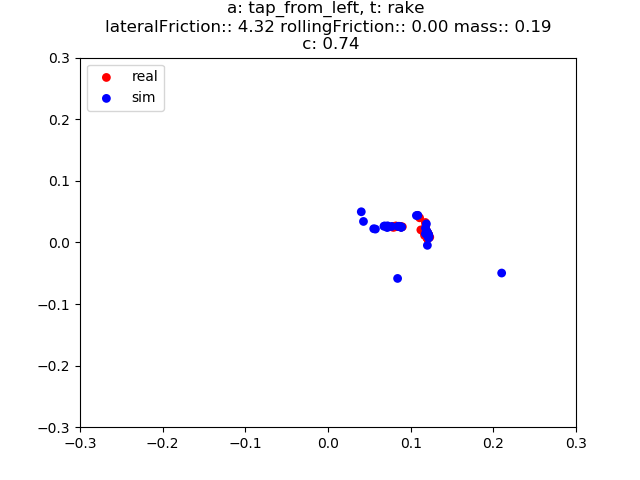 a: tap_from_left, t: rake
lateralFriction:: 4.32 rollingFriction:: 0.00 mass:: 0.19
c: 0.74
real
sim
0.3
0.2
0.1
0.0
−0.1
−0.2
−0.3
−0.3 −0.2 −0.1 0.0 0.1 0.2 0.3